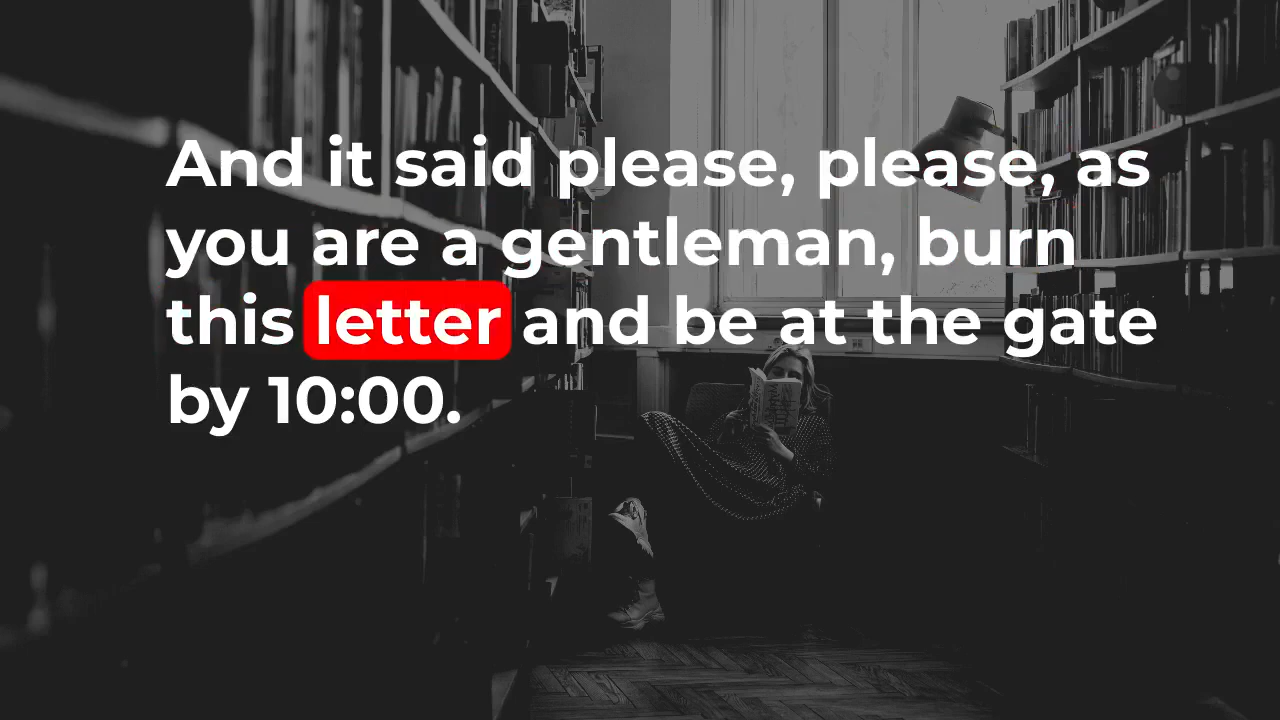 And it said please, please, as
you are a gentleman, burn
this letter and be at the gate
by 10:00.